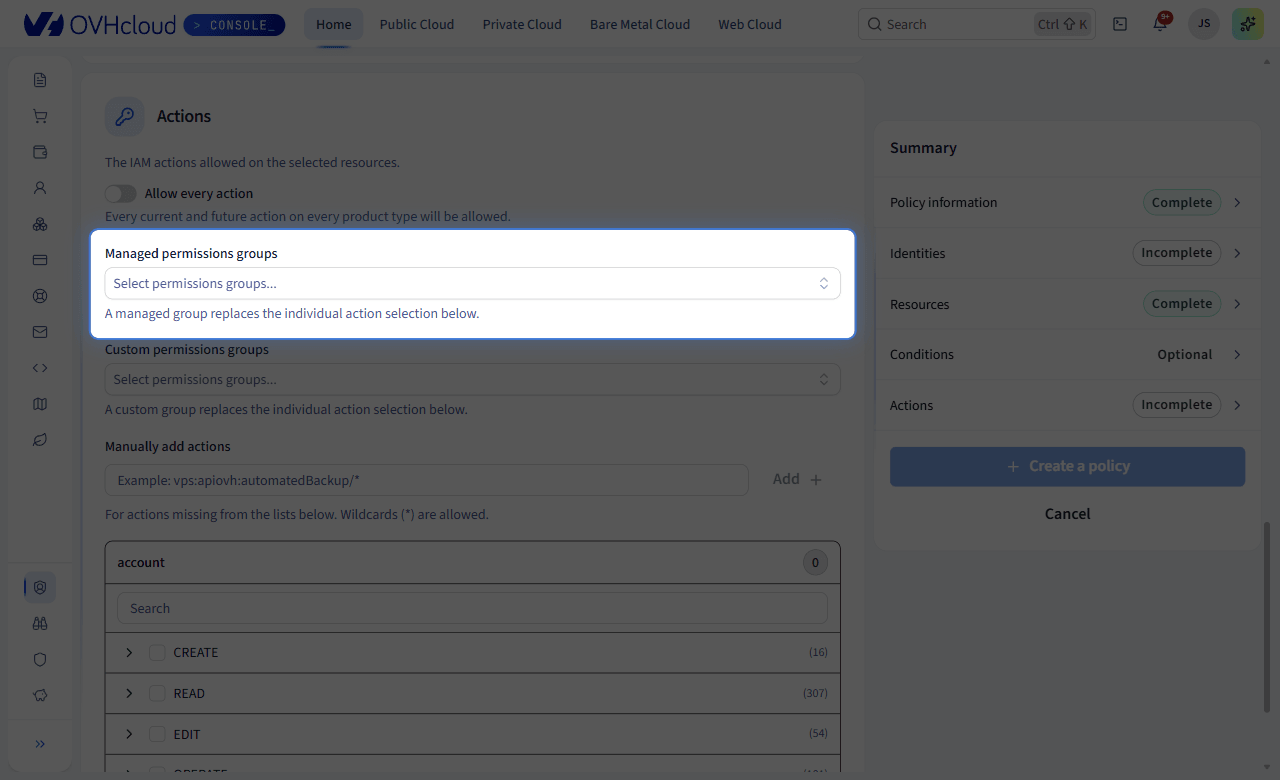 OVHcloud
> CONSOLE_
Home
Public Cloud
Private Cloud
Bare Metal Cloud
Web Cloud
Search
Ctrl ⇧ K
9+
JS
Actions
The IAM actions allowed on the selected resources.
Allow every action
Every current and future action on every product type will be allowed.
Managed permissions groups
Select permissions groups...
A managed group replaces the individual action selection below.
Custom permissions groups
Select permissions groups...
A custom group replaces the individual action selection below.
Manually add actions
Example: vps:apiovh:automatedBackup/*
Add +
For actions missing from the lists below. Wildcards (*) are allowed.
account
0
Search
CREATE
(16)
READ
(307)
EDIT
(54)
OPERATE
Summary
Policy information
Complete
Identities
Incomplete
Resources
Complete
Conditions
Optional
Actions
Incomplete
+ Create a policy
Cancel